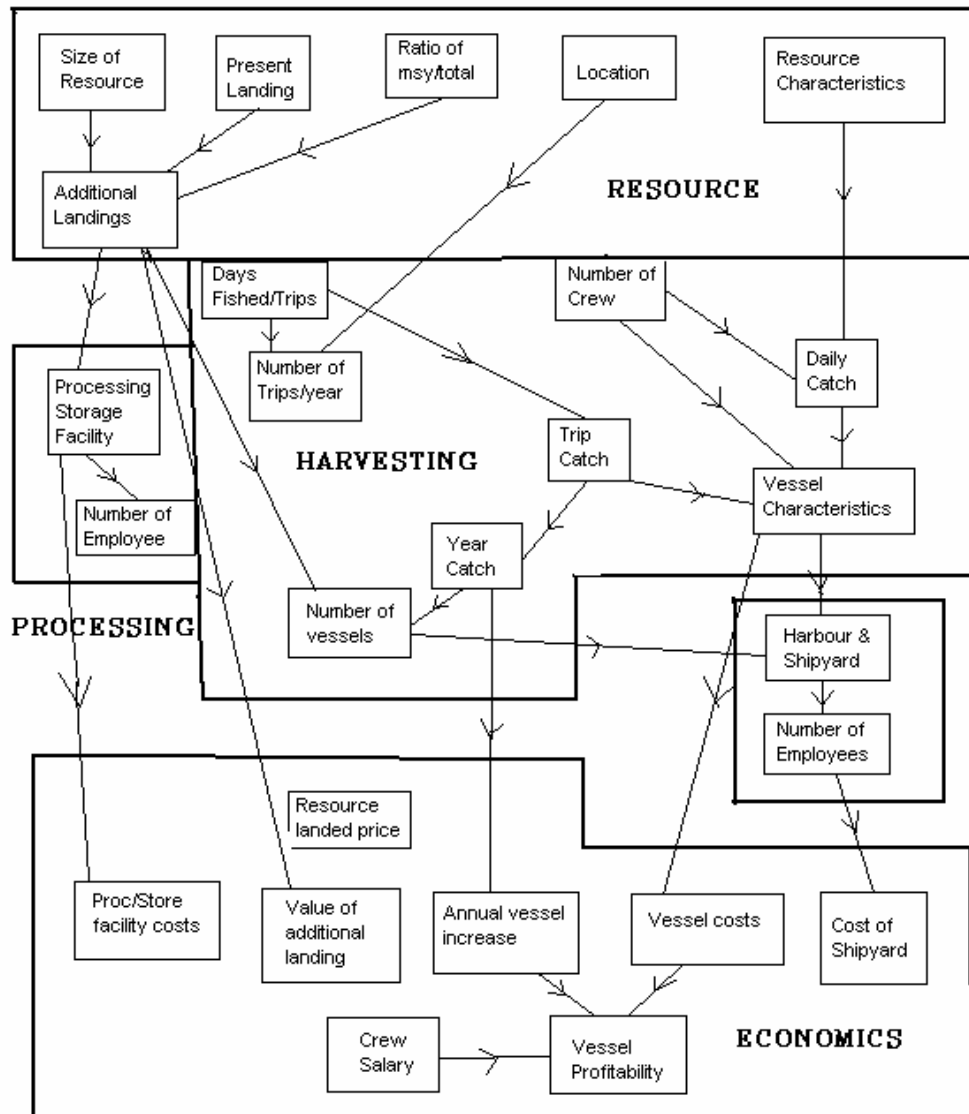 Size of
Resource
Present
Landing
Ratio of
msy/total
Location
Resource
Characteristics
Additional
Landings
RESOURCE
Days
Fished/Trips
Number of
Crew
Number of
Trips/year
Daily
Catch
Processing
Storage
Facility
Trip
Catch
HARVESTING
Vessel
Characteristics
Number of
Employee
Year
Catch
Number of
vessels
PROCESSING
Harbour &
Shipyard
Number of
Employees
Resource
landed price
Proc/Store
facility costs
Value of
additional
landing
Annual vessel
increase
Vessel costs
Cost of
Shipyard
Crew
Salary
Vessel
Profitability
ECONOMICS